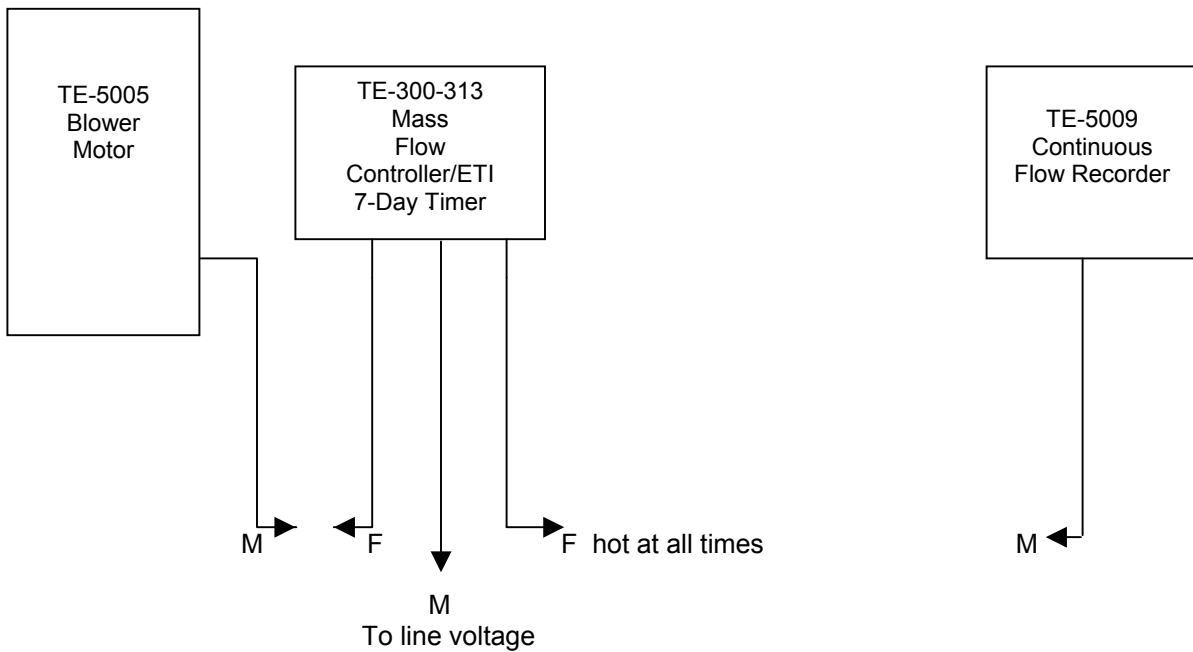 TE-5005
Blower
Motor
TE-300-313
Mass
Flow
Controller/ETI
7-Day Timer
TE-5009
Continuous
Flow Recorder
M
F
F hot at all times
M
M
To line voltage